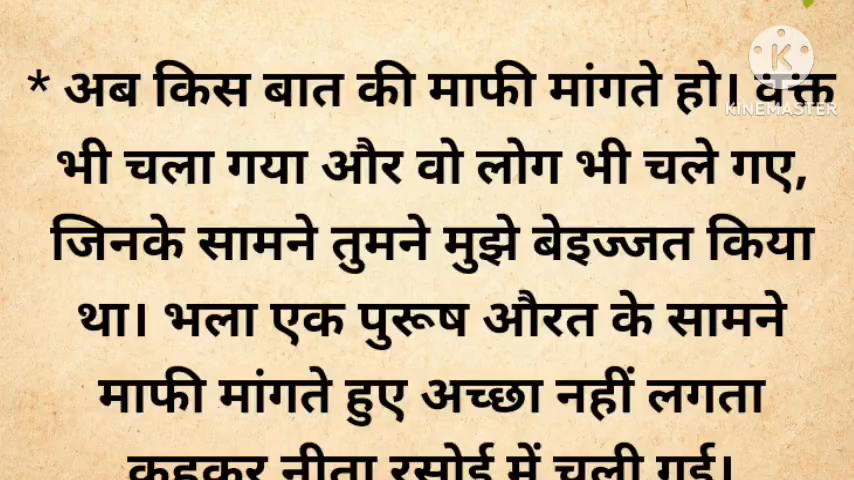 * अब किस बात की माफी मांगते हो। वक्त
KINEMASTER
भी चला गया और वो लोग भी चले गए,
जिनके सामने तुमने मुझे बेइज्जत किया
था। भला एक पुरूष औरत के सामने
माफी मांगते हुए अच्छा नहीं लगता
कहकर नीता रसोई में चली गई।